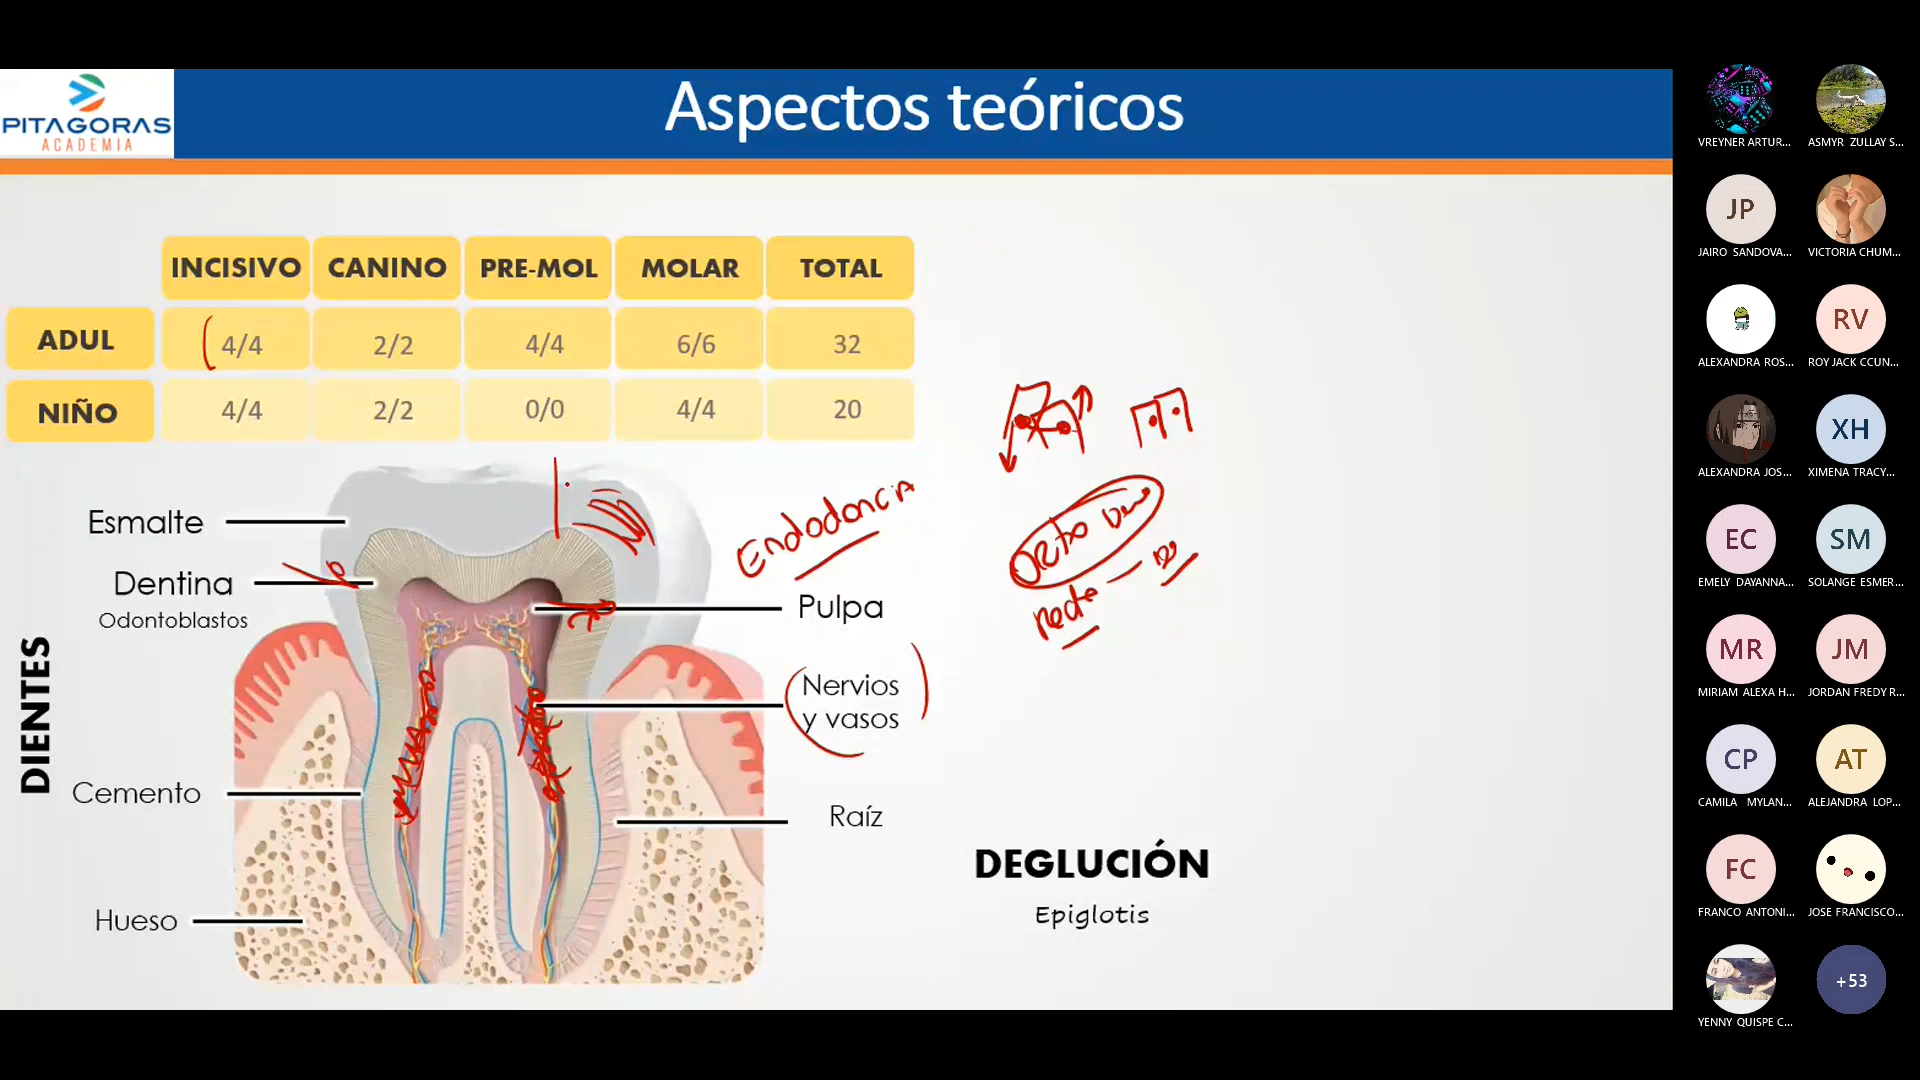 PITAGORAS
ACADEMIA
Aspectos teóricos
INCISIVO CANINO PRE-MOL MOLAR TOTAL
ADUL 4/4 2/2 4/4 6/6 32
NIÑO 4/4 2/2 0/0 4/4 20
DIENTES
Esmalte
Dentina
Odontoblastos
Cemento
Hueso
Endodoncia
Pulpa
Nervios
y vasos
Raíz
Orto
recto
DEGLUCIÓN
Epiglotis
VREYNER ARTUR...
ASMYR ZULLAY S...
JP
JAIRO SANDOVA...
VICTORIA CHUM...
ALEXANDRA ROS...
RV
ROY JACK CCUN...
ALEXANDRA JOS...
XH
XIMENA TRACY...
EC
EMELY DAYANNA...
SM
SOLANGE ESMER...
MR
MIRIAM ALEXA H...
JM
JORDAN FREDY R...
CP
CAMILA MYLAN...
AT
ALEJANDRA LOP...
FC
FRANCO ANTONI...
JOSE FRANCISCO...
YENNY QUISPE C...
+53